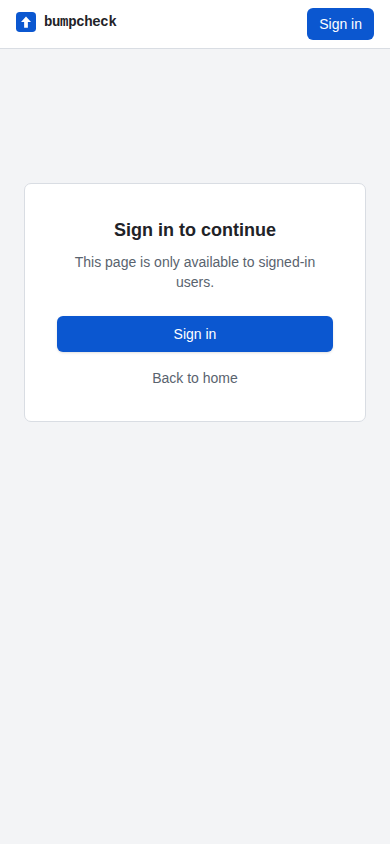 bumpcheck
Sign in
Sign in to continue
This page is only available to signed-in
users.
Sign in
Back to home